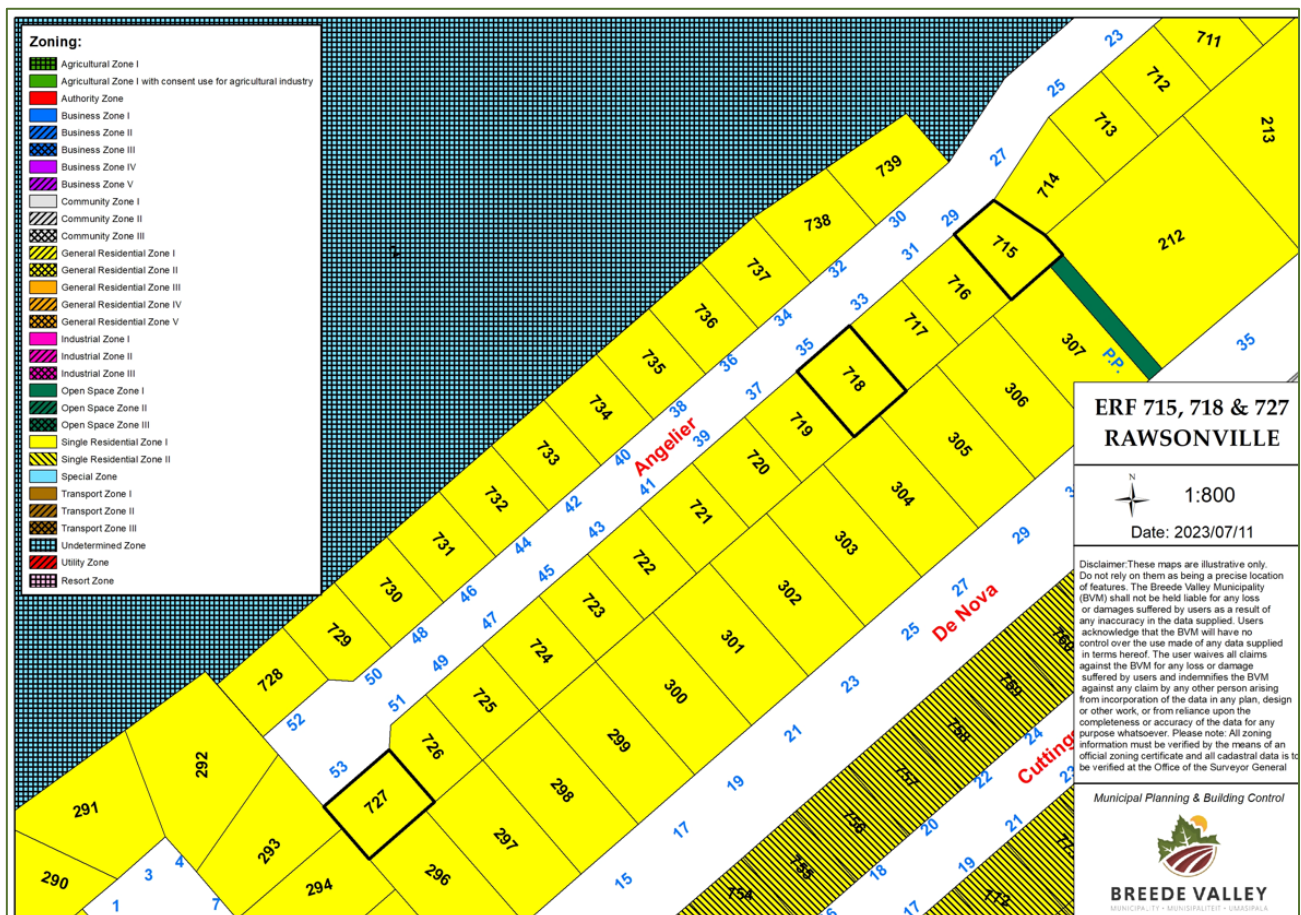 Zoning:
Agricultural Zone I
Agricultural Zone I with consent use for agricultural industry
Authority Zone
Business Zone I
Business Zone II
Business Zone III
Business Zone IV
Business Zone V
Community Zone I
Community Zone II
Community Zone III
General Residential Zone I
General Residential Zone II
General Residential Zone III
General Residential Zone IV
General Residential Zone V
Industrial Zone I
Industrial Zone II
Industrial Zone III
Open Space Zone I
Open Space Zone II
Open Space Zone III
Single Residential Zone I
Single Residential Zone II
Special Zone
Transport Zone I
Transport Zone II
Transport Zone III
Undetermined Zone
Utility Zone
Resort Zone
711
712
713
714
715
716
717
718
719
720
721
722
723
724
725
726
727
739
738
737
736
735
734
733
732
731
730
729
728
213
212
307
306
305
304
303
302
301
300
299
298
297
296
294
293
292
291
290
23
25
27
29
31
33
35
37
39
41
43
45
47
49
51
53
30
32
34
36
38
40
42
44
46
48
50
52
Angelier
P.P.
35
29
27
25
23
21
19
17
15
De Nova
769
758
757
756
755
754
772
24
22
20
18
23
21
19
17
3
4
1
7
ERF 715, 718 & 727
RAWSONVILLE
N
1:800
Date: 2023/07/11
Disclaimer:These maps are illustrative only.
Do not rely on them as being a precise location
of features. The Breede Valley Municipality
(BVM) shall not be held liable for any loss
or damages suffered by users as a result of
any inaccuracy in the data supplied. Users
acknowledge that the BVM will have no
control over the use made of any data supplied
in terms hereof. The user waives all claims
against the BVM for any loss or damage
suffered by users and indemnifies the BVM
against any claim by any other person arising
from incorporation of the data in any plan, design
or other work, or from reliance upon the
completeness or accuracy of the data for any
purpose whatsoever. Please note: All zoning
information must be verified by the means of an
official zoning certificate and all cadastral data is to
be verified at the Office of the Surveyor General
Municipal Planning & Building Control
BREEDE VALLEY
MUNICIPALITY • MUNISIPALITEIT • UMASIPALA